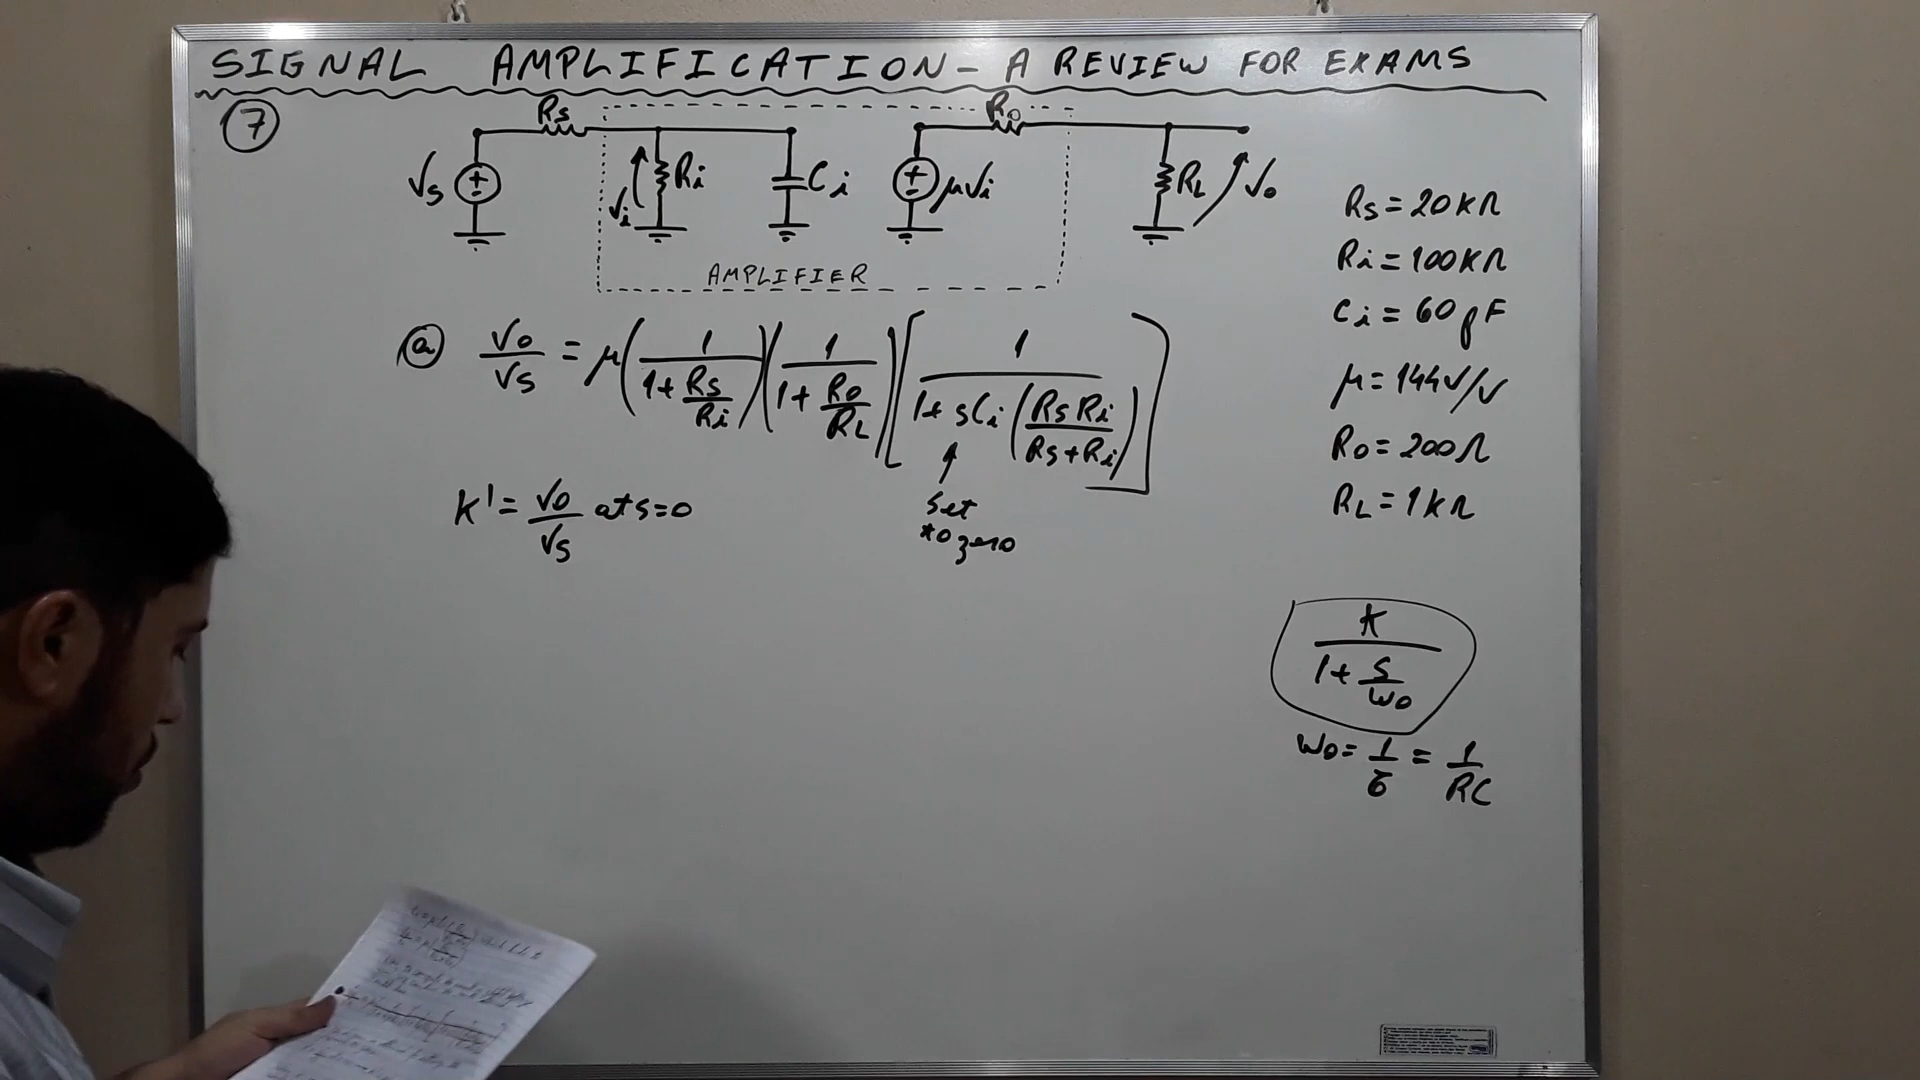 SIGNAL AMPLIFICATION - A REVIEW FOR EXAMS
7
Rs
Ro
Vs
Vi
Ri
Ci
μVi
RL
Vo
AMPLIFIER
Rs = 20kΩ
Ri = 100kΩ
Ci = 60pF
μ = 144V/V
Ro = 200Ω
RL = 1kΩ
a Vo/Vs = μ(1/(1+Rs/Ri))(1/(1+Ro/RL))[1/(1+sCi(RsRi/(Rs+Ri)))]
K' = Vo/Vs at s=0
set
to zero
K/(1+s/ωo)
ωo = 1/τ = 1/RC